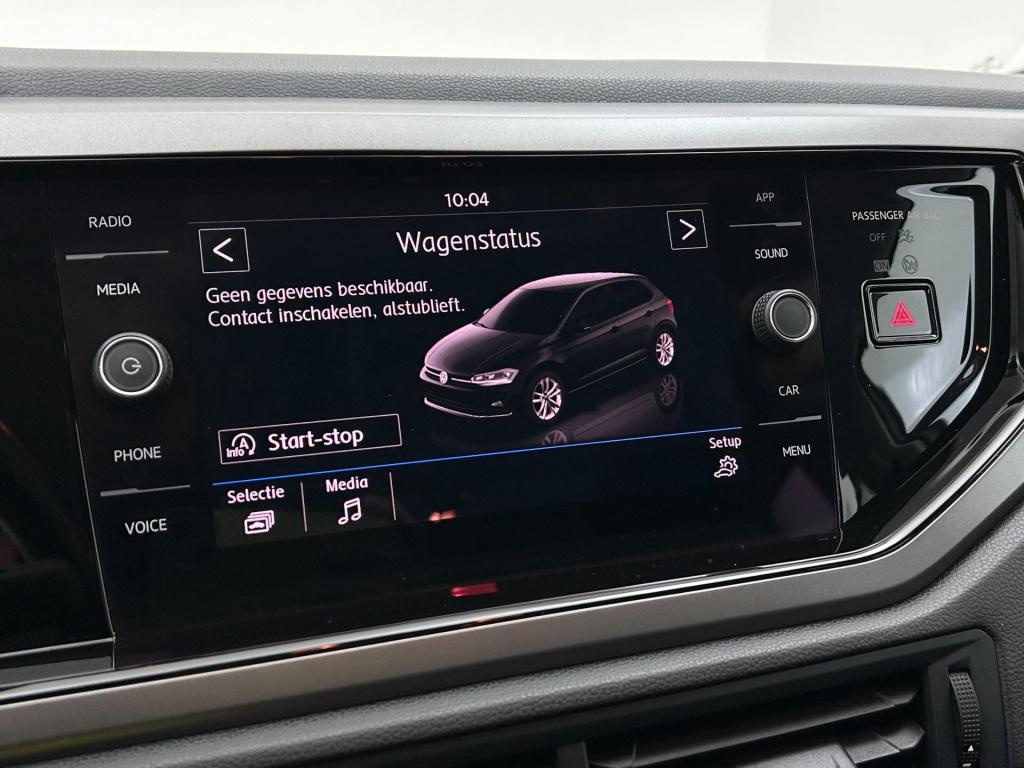 10:04
RADIO
APP
PASSENGER AIR BAG
Wagenstatus
OFF
MEDIA
SOUND
ON
Geen gegevens beschikbaar.
Contact inschakelen, alstublieft.
CAR
Info A Start-stop
PHONE
MENU
Setup
Selectie
Media
VOICE